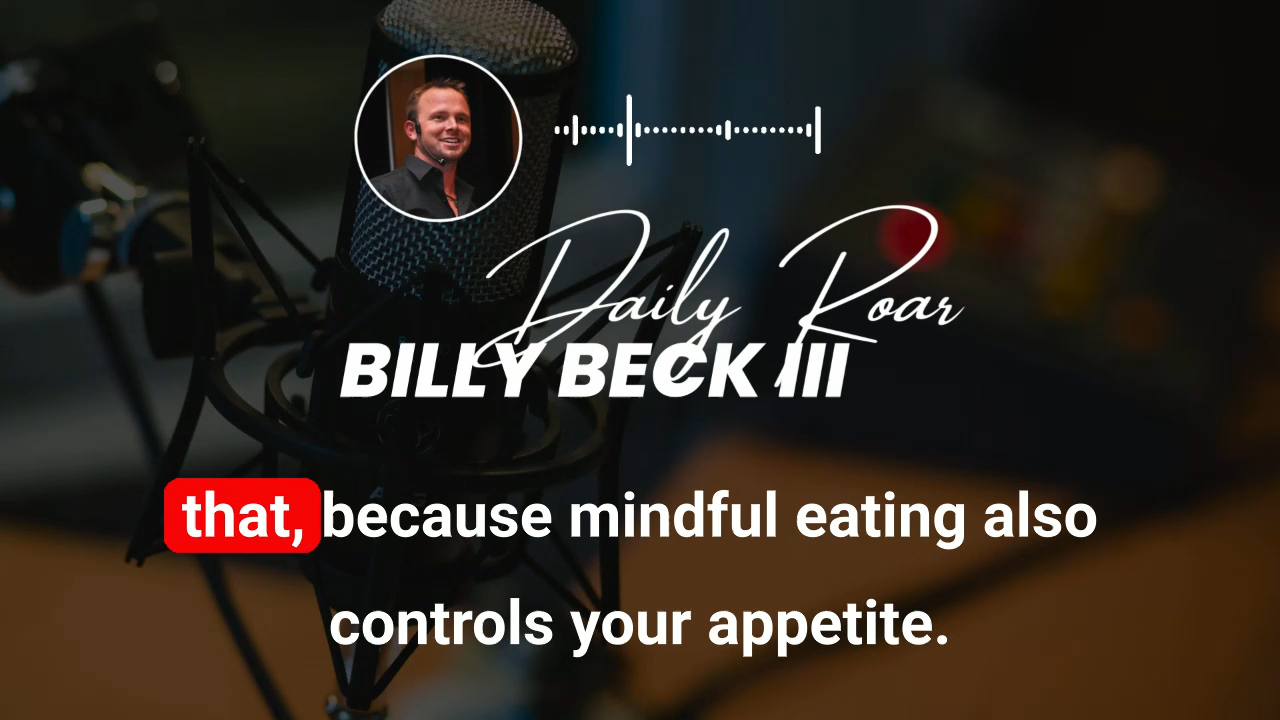 Daily Roar
BILLY BECK III
that, because mindful eating also
controls your appetite.